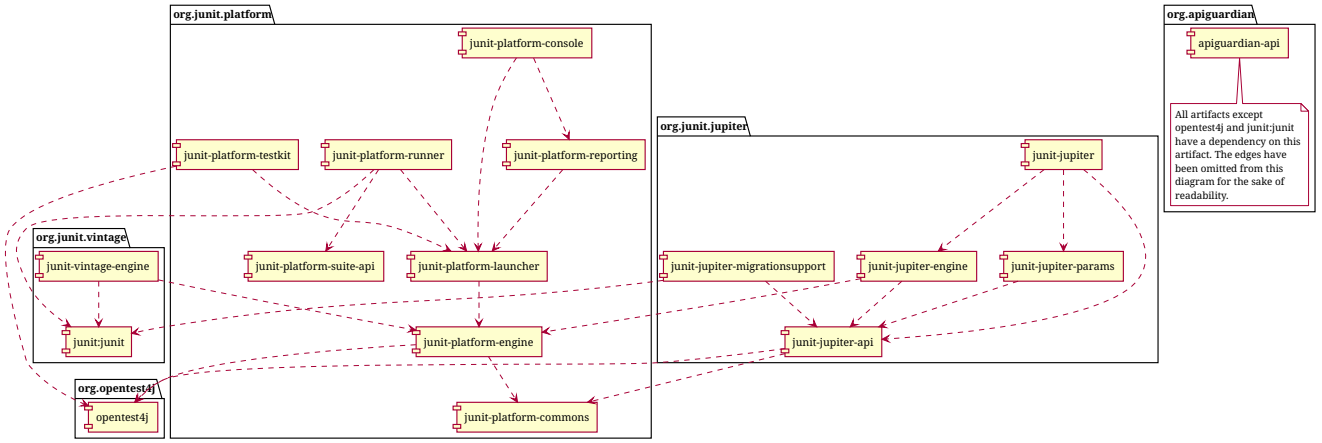 org.junit.platform
junit-platform-console
junit-platform-testkit
junit-platform-runner
junit-platform-reporting
junit-platform-suite-api
junit-platform-launcher
junit-platform-engine
junit-platform-commons
org.junit.jupiter
junit-jupiter
junit-jupiter-migrationsupport
junit-jupiter-engine
junit-jupiter-params
junit-jupiter-api
org.junit.vintage
junit-vintage-engine
junit:junit
org.opentest4j
opentest4j
org.apiguardian
apiguardian-api
All artifacts except
opentest4j and junit:junit
have a dependency on this
artifact. The edges have
been omitted from this
diagram for the sake of
readability.